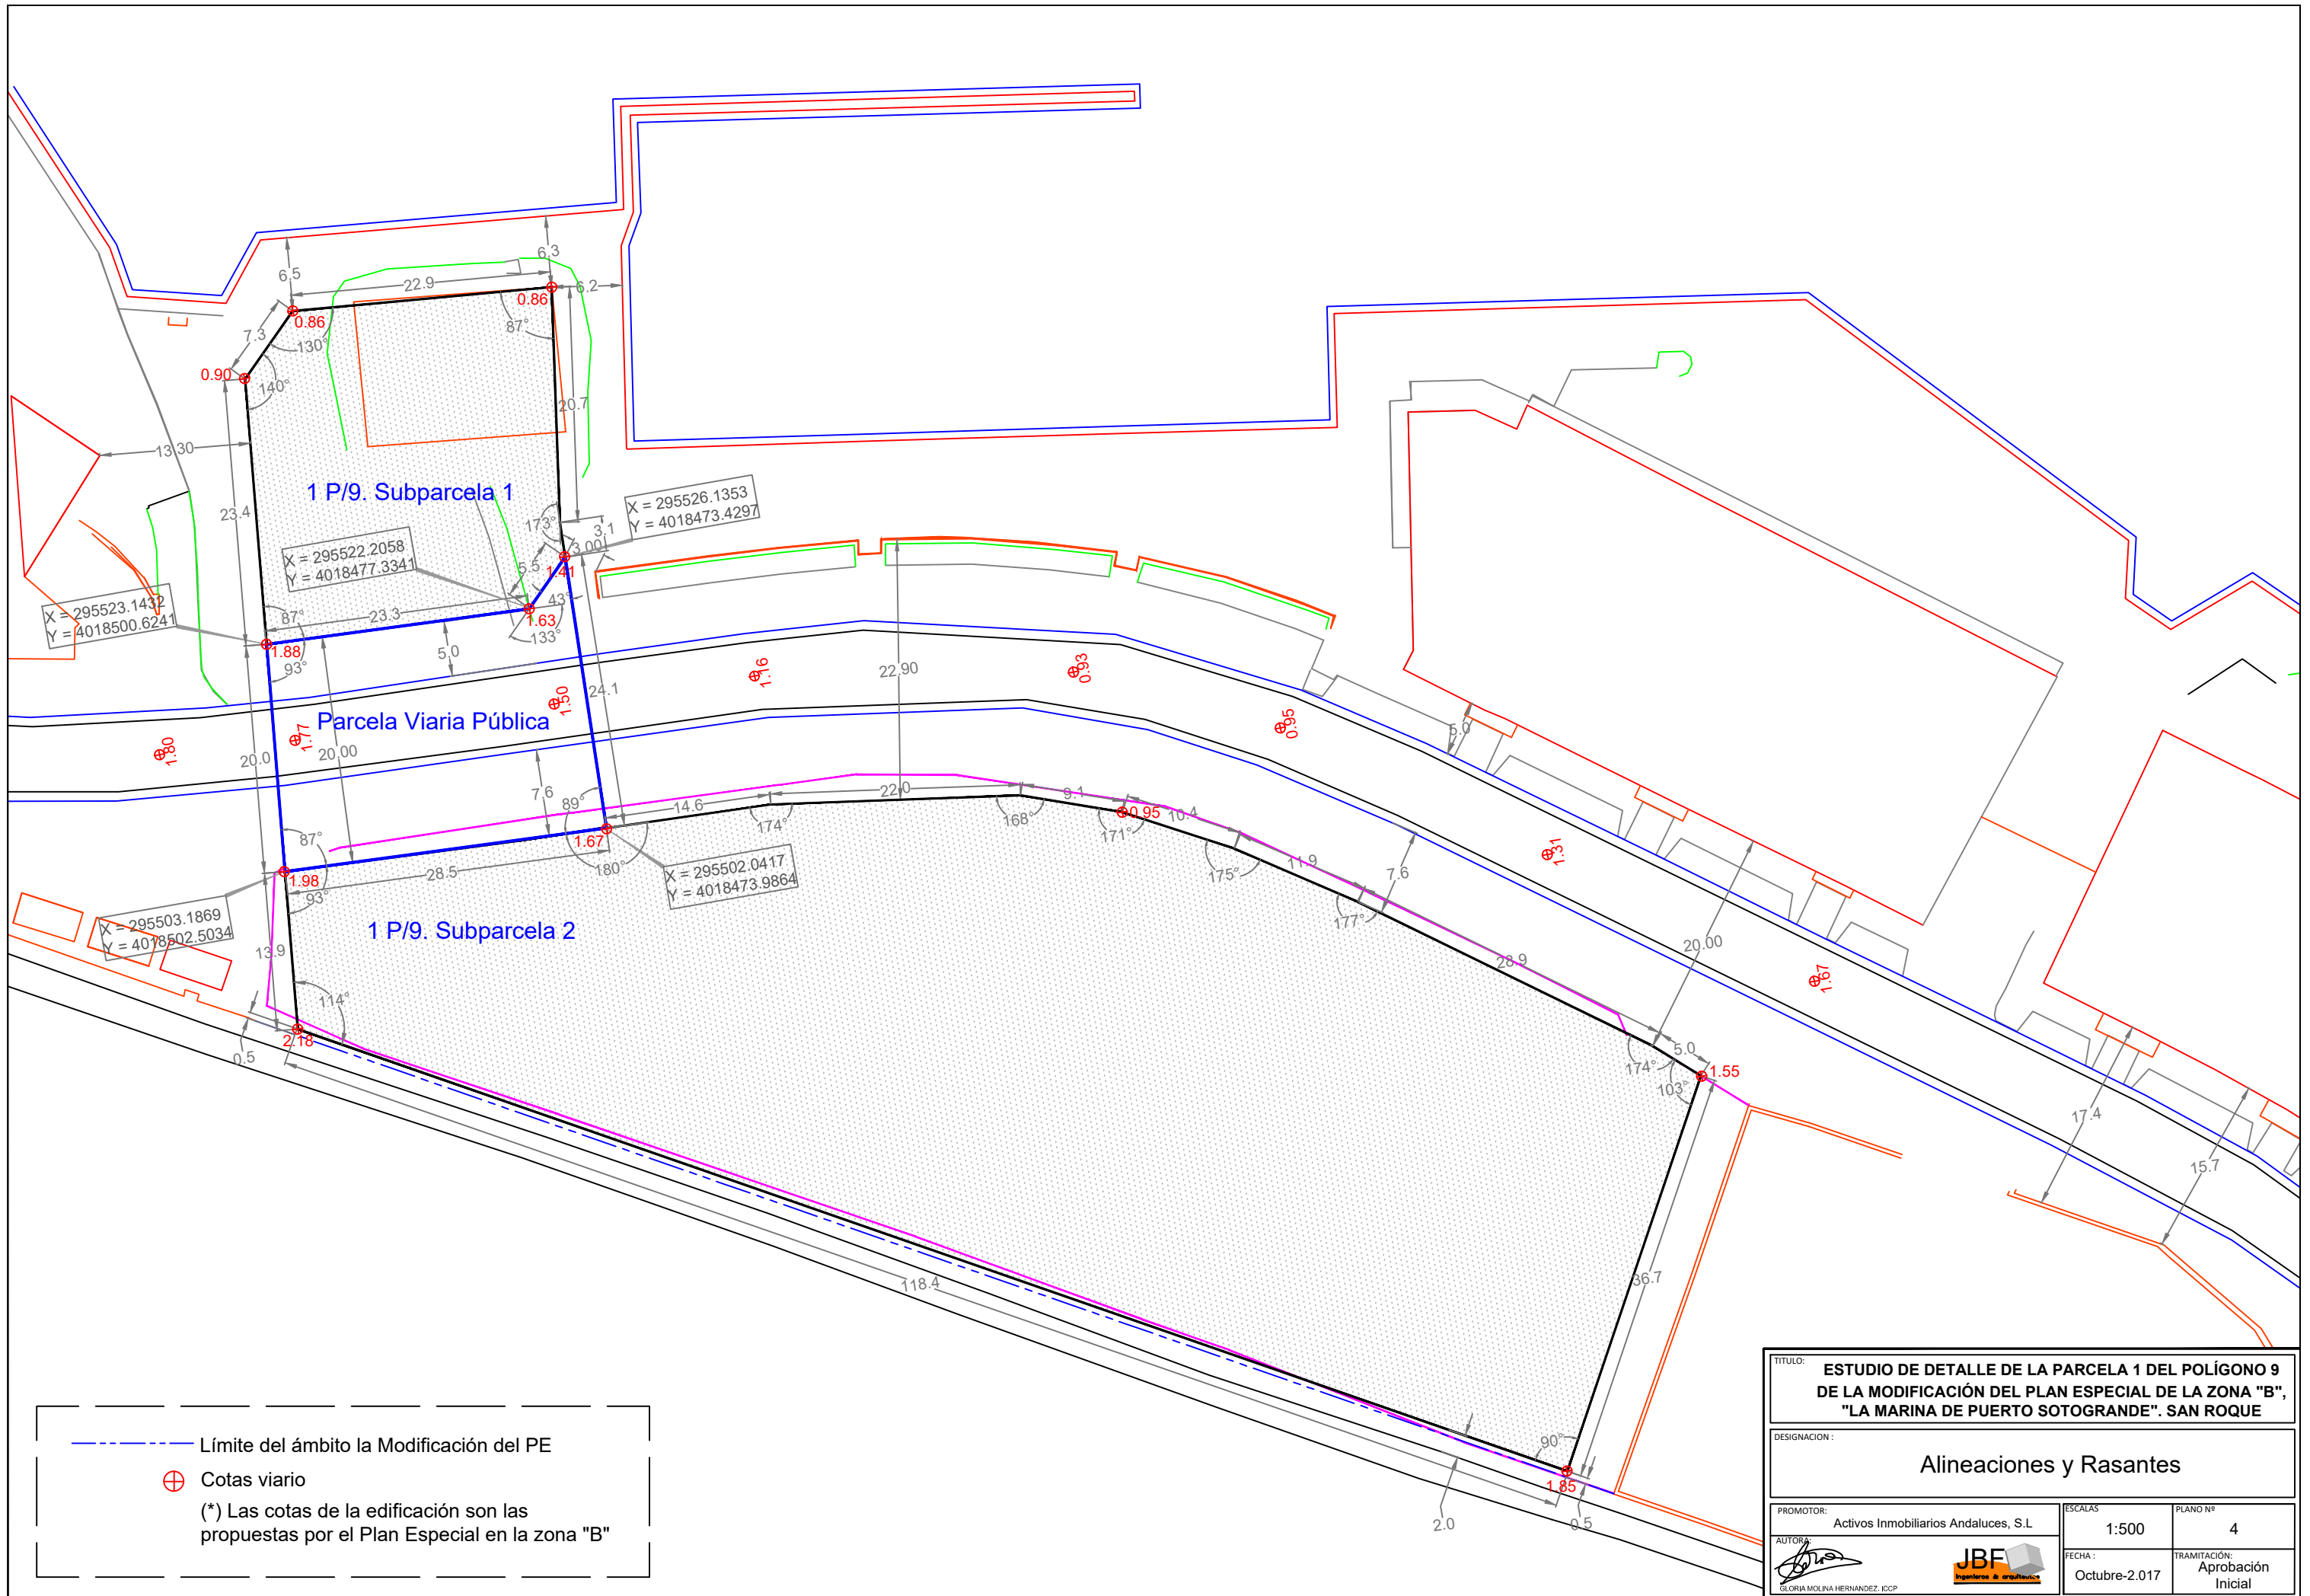 6.5
6.3
22.9
6.2
0.86
0.86
87°
7.3
130°
0.90
140°
20.7
13.30
1 P/9. Subparcela 1
23.4
X = 295526.1353
Y = 4018473.4297
173°
3.1
3.00
X = 295522.2058
Y = 4018477.3341
1.41
5.5
43°
X = 295523.1432
Y = 4018500.6241
87°
23.3
1.63
133°
1.88
93°
5.0
22.90
1.16
0.93
1.50
24.1
Parcela Viaria Pública
1.77
1.80
20.0
20.00
0.95
5.0
7.6
89°
14.6
22.0
9.1
0.95
10.4
174°
168°
171°
1.67
87°
180°
X = 295502.0417
Y = 4018473.9864
11.9
7.6
175°
1.31
1.98
28.5
93°
177°
X = 295503.1869
Y = 4018502.5034
1 P/9. Subparcela 2
13.9
20.00
28.9
1.67
114°
2.18
0.5
5.0
174°
1.55
103°
17.4
15.7
118.4
36.7
90°
1.85
2.0
0.5
Límite del ámbito la Modificación del PE
Cotas viario
(*) Las cotas de la edificación son las
propuestas por el Plan Especial en la zona "B"
TITULO:
ESTUDIO DE DETALLE DE LA PARCELA 1 DEL POLÍGONO 9
DE LA MODIFICACIÓN DEL PLAN ESPECIAL DE LA ZONA "B",
"LA MARINA DE PUERTO SOTOGRANDE". SAN ROQUE
DESIGNACION :
Alineaciones y Rasantes
PROMOTOR:
Activos Inmobiliarios Andaluces, S.L
ESCALAS
1:500
PLANO Nº
4
AUTORA:
GLORIA MOLINA HERNANDEZ. ICCP
JBF
Ingenieros & arquitectos
FECHA :
Octubre-2.017
TRAMITACIÓN:
Aprobación
Inicial